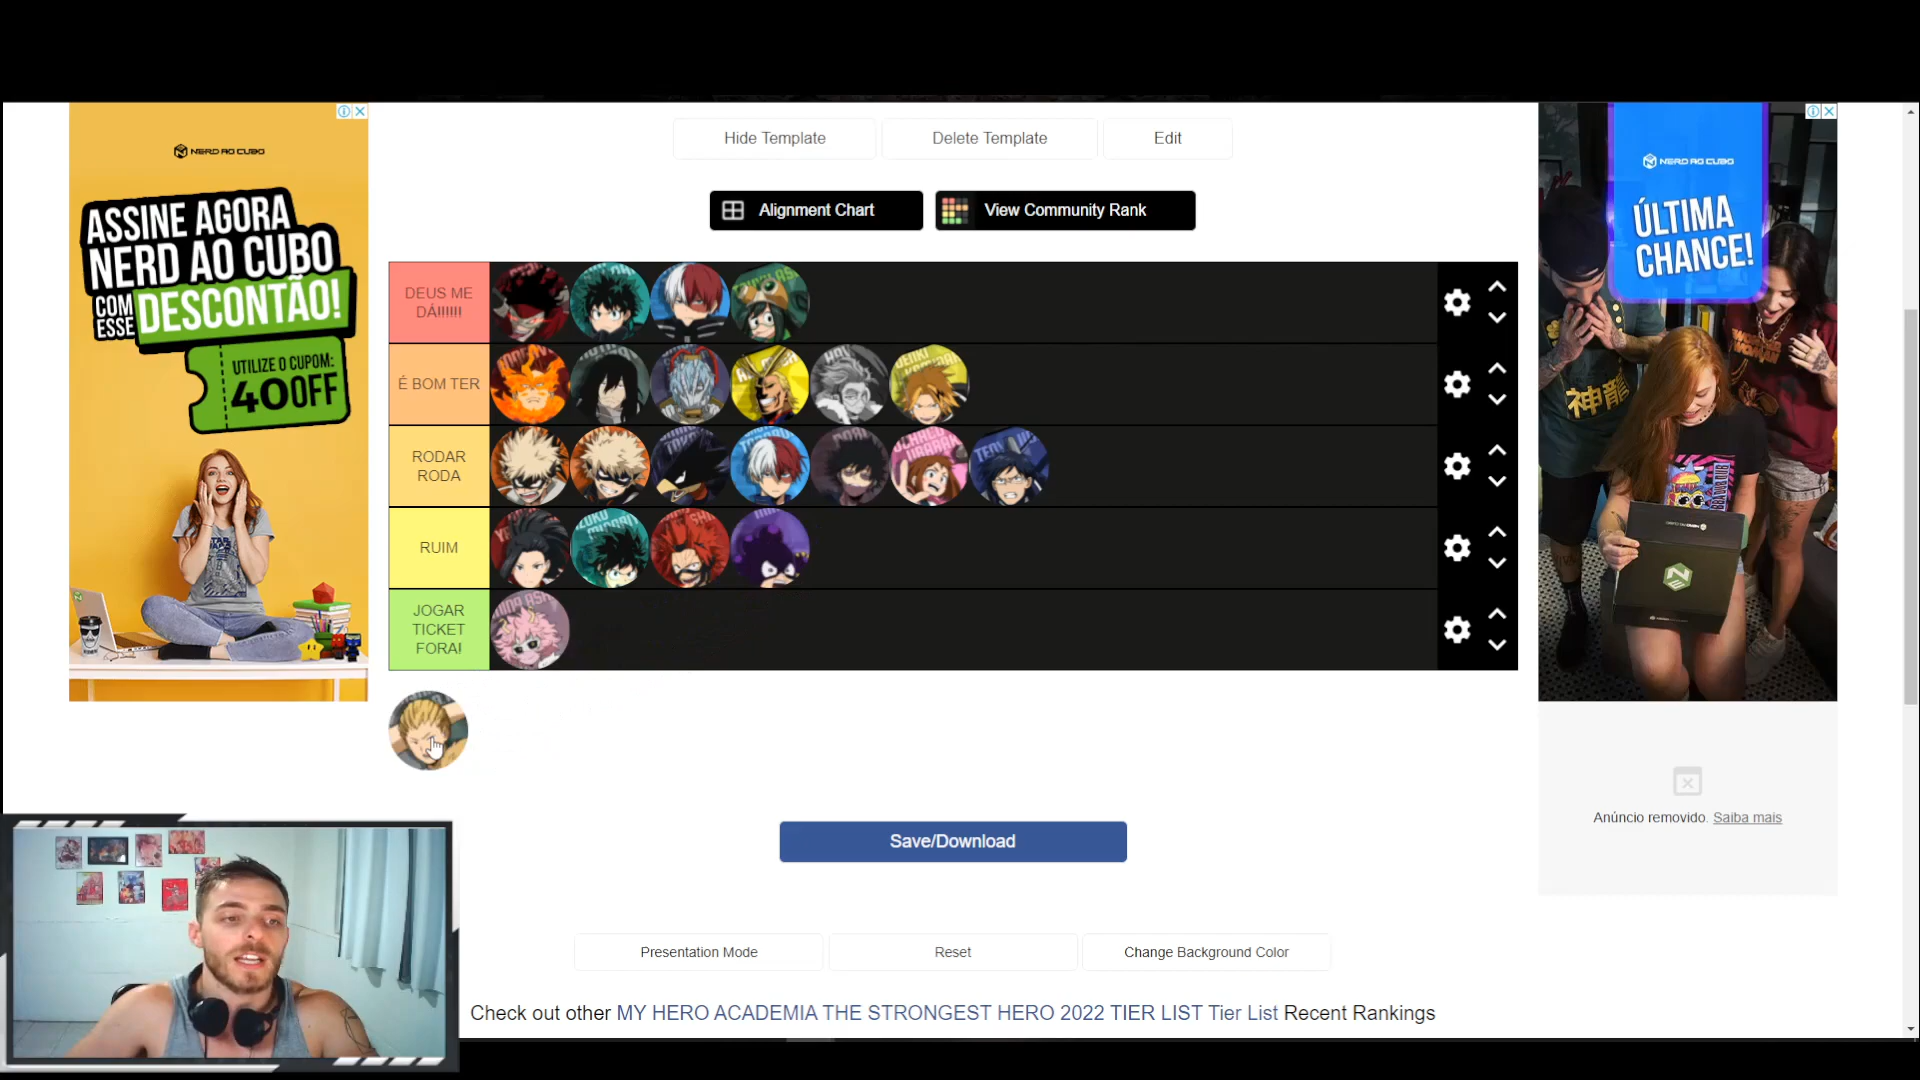 NERD AO CUBO
ASSINE AGORA
NERD AO CUBO
COM
ESSE
DESCONTÃO!
UTILIZE O CUPOM:
40OFF
Hide Template
Delete Template
Edit
Alignment Chart
View Community Rank
DEUS ME
DÁ!!!!!!
É BOM TER
RODAR
RODA
RUIM
JOGAR
TICKET
FORA!
NERD AO CUBO
ÚLTIMA
CHANCE!
神龍
Anúncio removido. Saiba mais
Save/Download
Presentation Mode
Reset
Change Background Color
Check out other MY HERO ACADEMIA THE STRONGEST HERO 2022 TIER LIST Tier List Recent Rankings